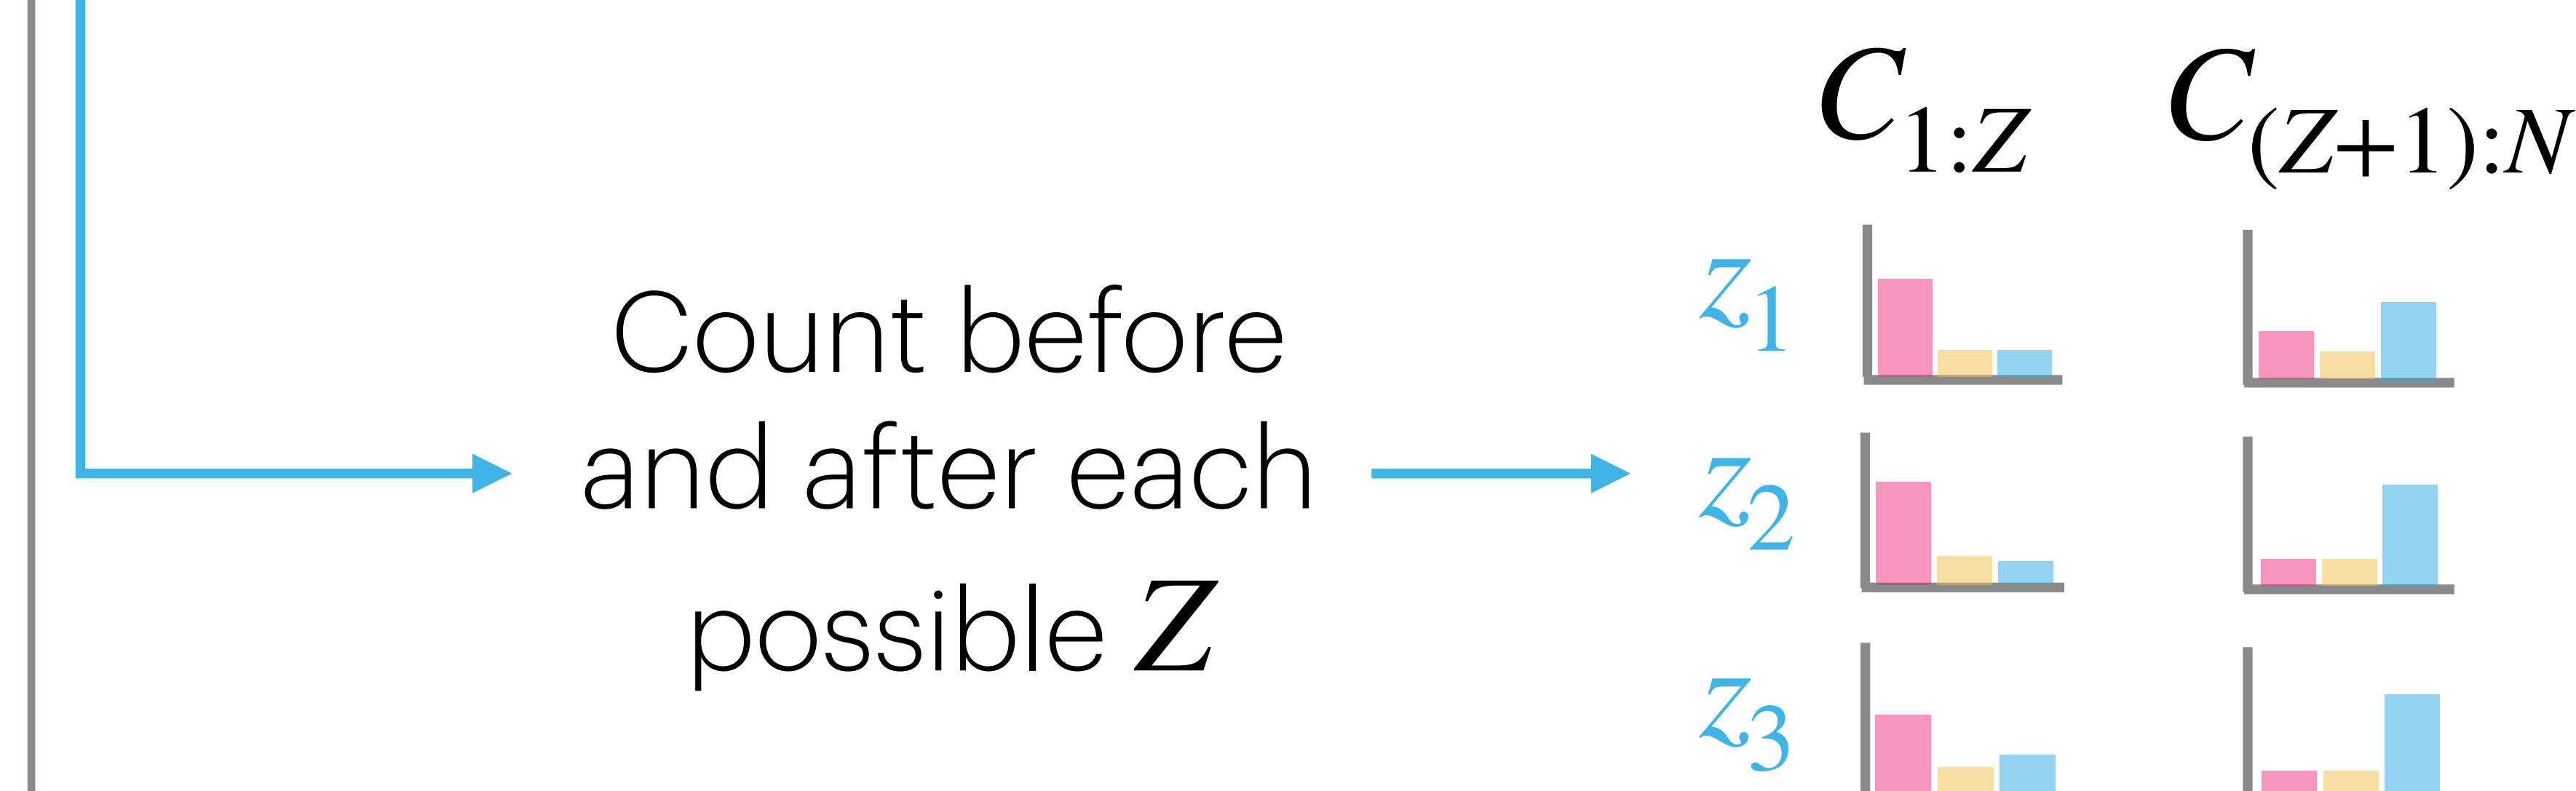 C₁:Z C₍Z₊₁₎:N
Count before
and after each
possible Z
z₁
z₂
z₃